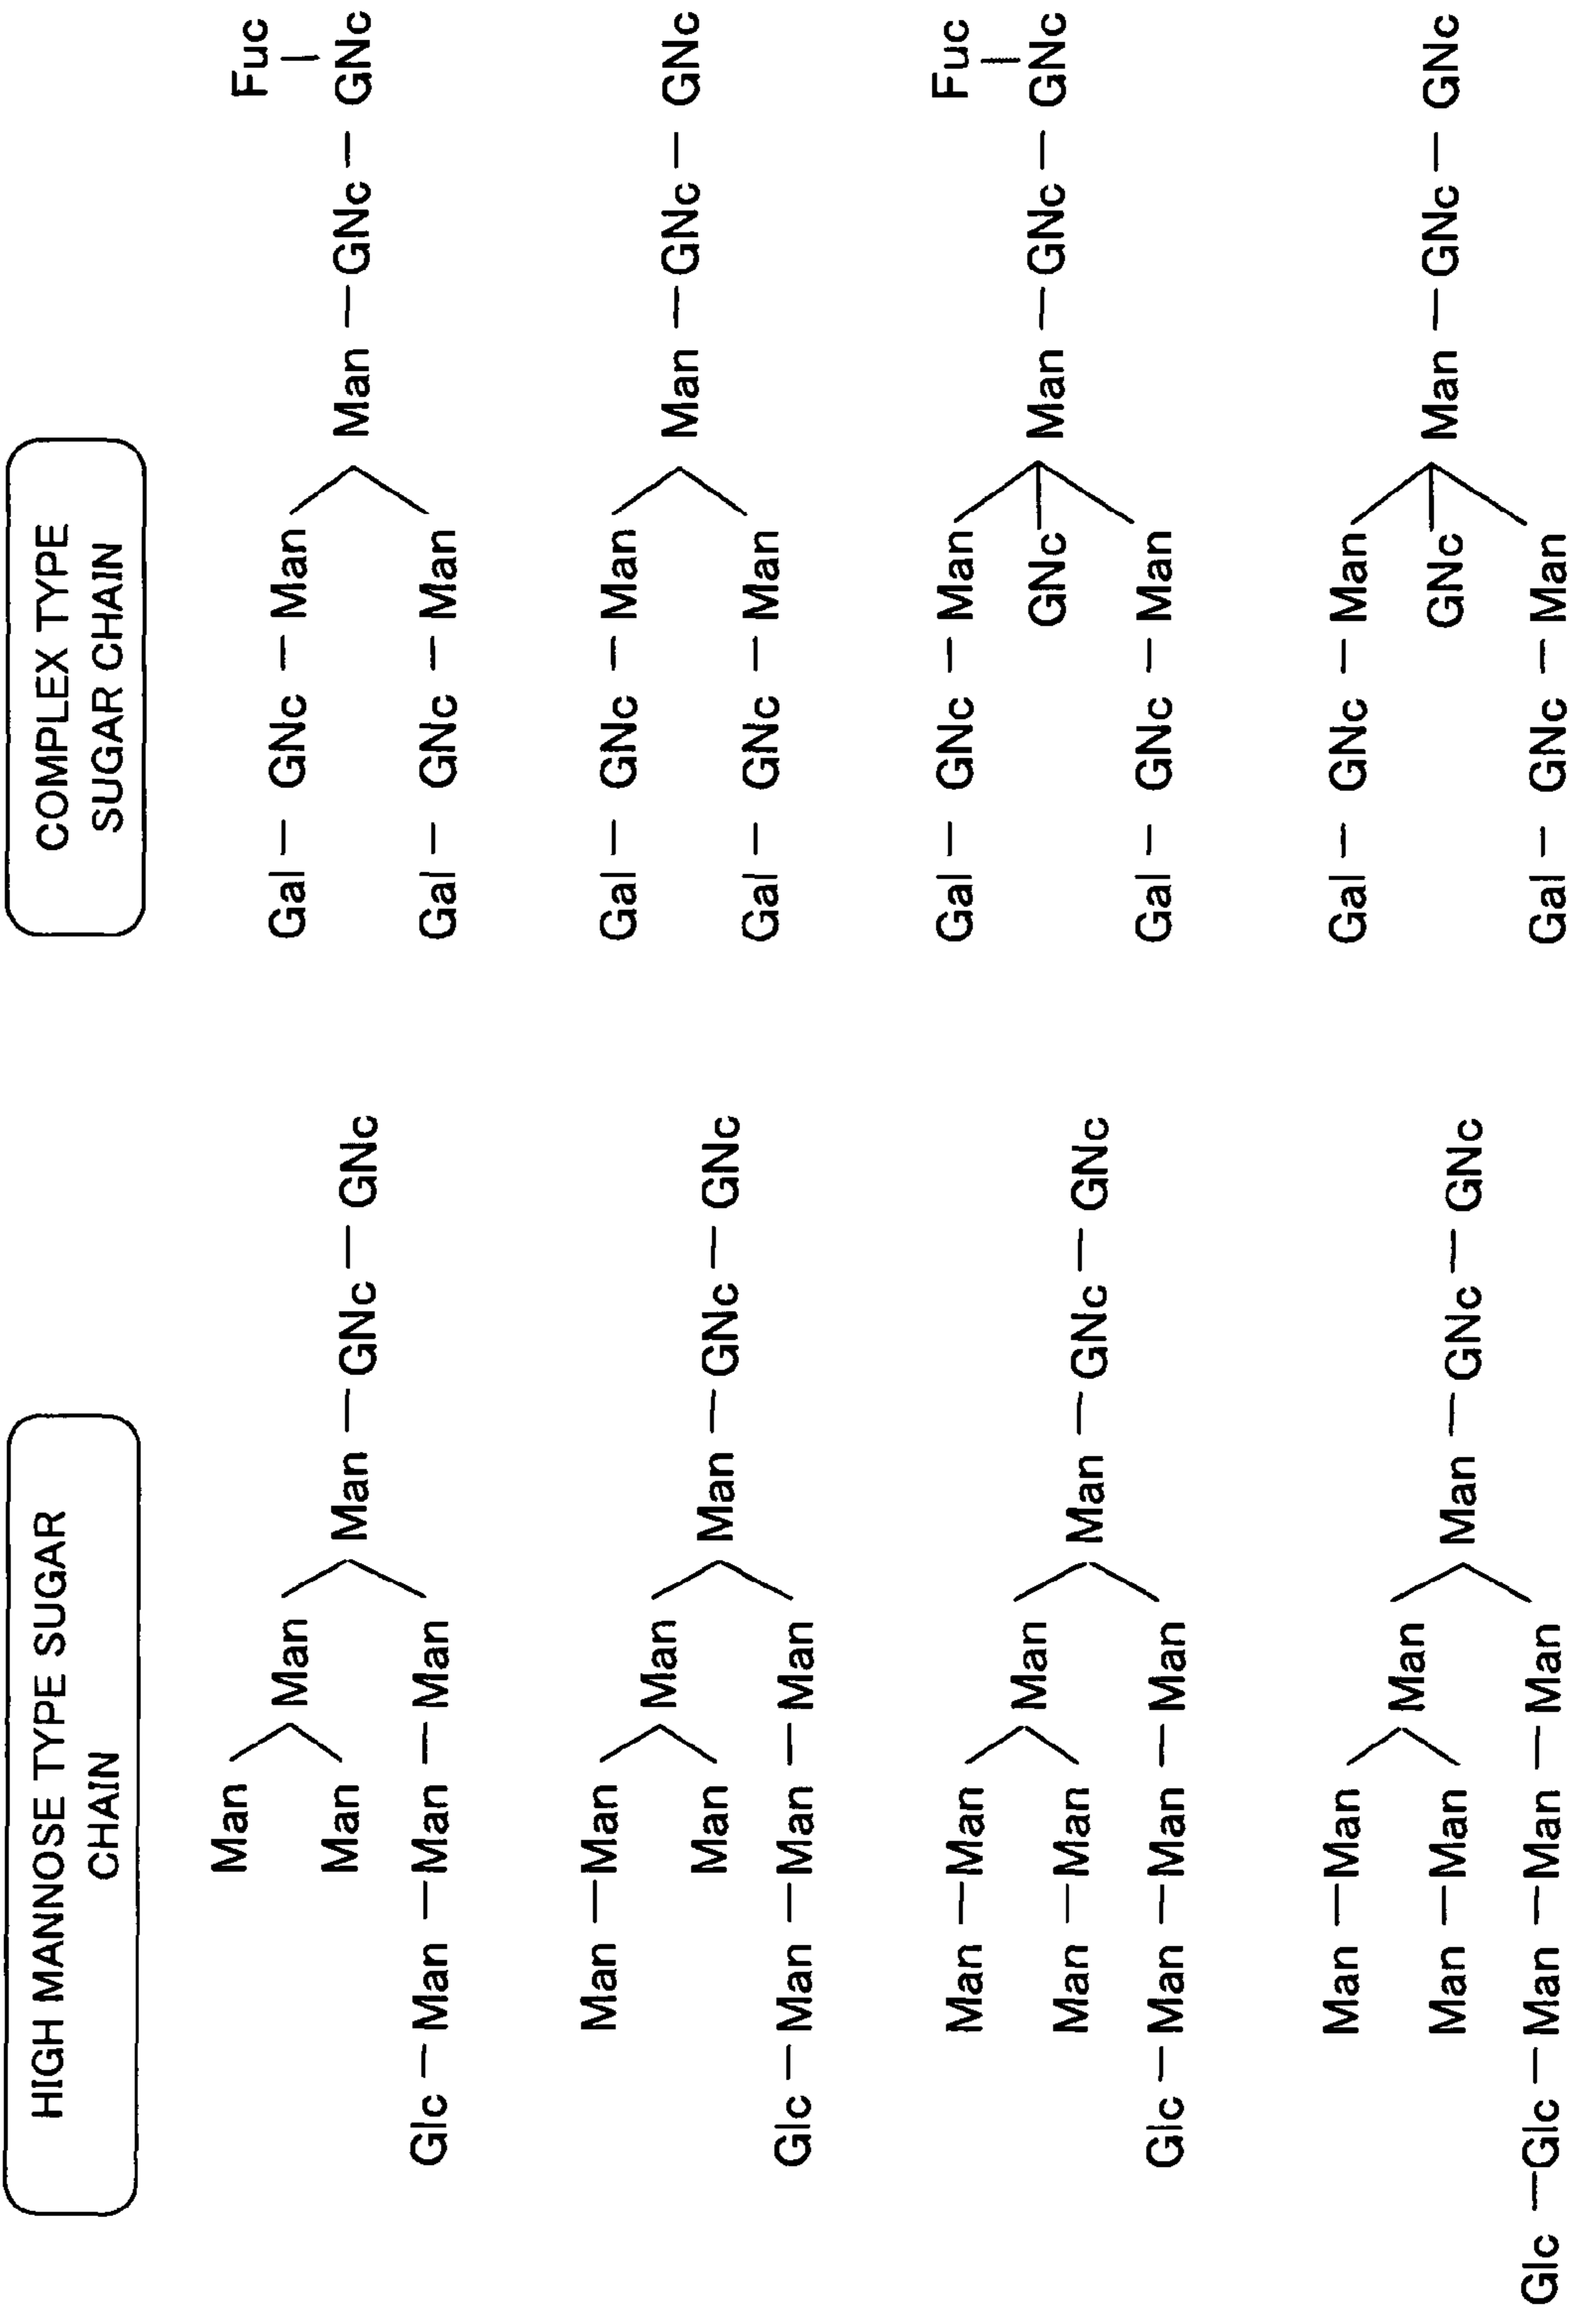 HIGH MANNOSE TYPE SUGAR
CHAIN
Man
Man
Man
Glc — Man — Man — Man
Man — GNc — GNc
Man — Man
Man
Man
Glc — Man — Man — Man
Man — GNc — GNc
Man — Man
Man — Man
Man
Glc — Man — Man — Man
Man — GNc — GNc
Man — Man
Man — Man
Man
Glc — Glc — Man — Man — Man
Man — GNc — GNc
COMPLEX TYPE
SUGAR CHAIN
Fuc
Gal — GNc — Man
Man — GNc — GNc
Gal — GNc — Man
Gal — GNc — Man
Man — GNc — GNc
Gal — GNc — Man
Fuc
Gal — GNc — Man
GNc
Man — GNc — GNc
Gal — GNc — Man
Gal — GNc — Man
GNc
Man — GNc — GNc
Gal — GNc — Man